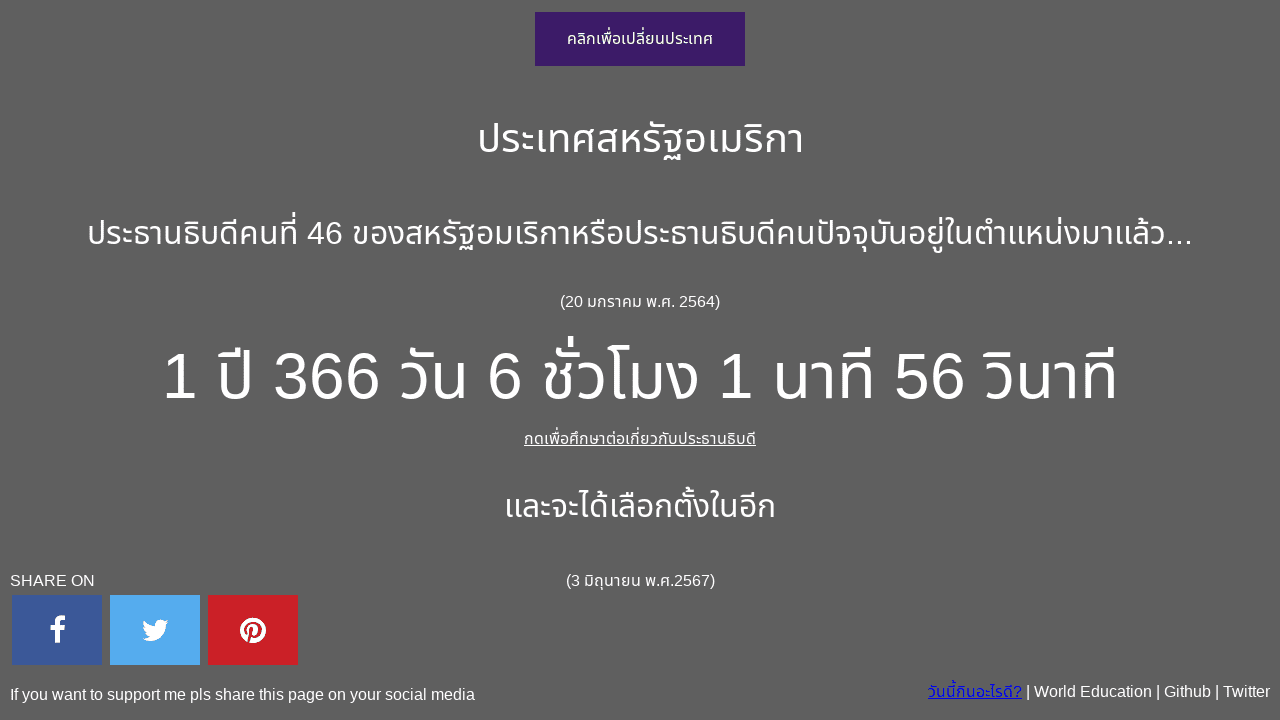 คลิกเพื่อเปลี่ยนประเทศ
ประเทศสหรัฐอเมริกา
ประธานธิบดีคนที่ 46 ของสหรัฐอมเริกาหรือประธานธิบดีคนปัจจุบันอยู่ในตำแหน่งมาแล้ว...
(20 มกราคม พ.ศ. 2564)
1 ปี 366 วัน 6 ชั่วโมง 1 นาที 56 วินาที
กดเพื่อศึกษาต่อเกี่ยวกับประธานธิบดี
และจะได้เลือกตั้งในอีก
(3 มิถุนายน พ.ศ.2567)
SHARE ON
If you want to support me pls share this page on your social media
วันนี้กินอะไรดี? | World Education | Github | Twitter